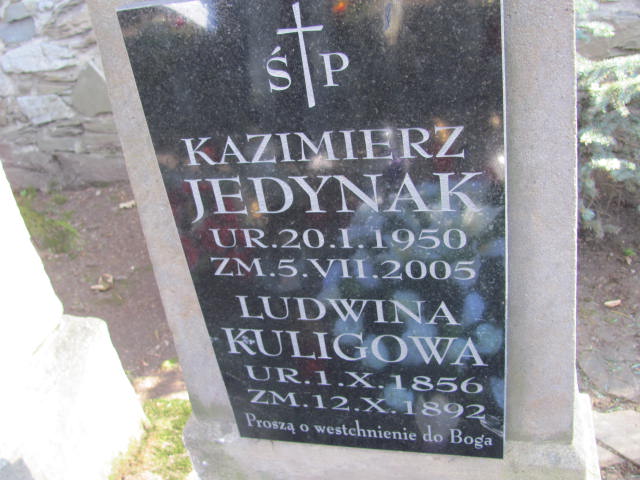 Ś P
KAZIMIERZ
JEDYNAK
UR.20.I.1950
ZM.5.VII.2005
LUDWINA
KULIGOWA
UR.1.X.1856
ZM.12.X.1892
Proszą o westchnienie do Boga